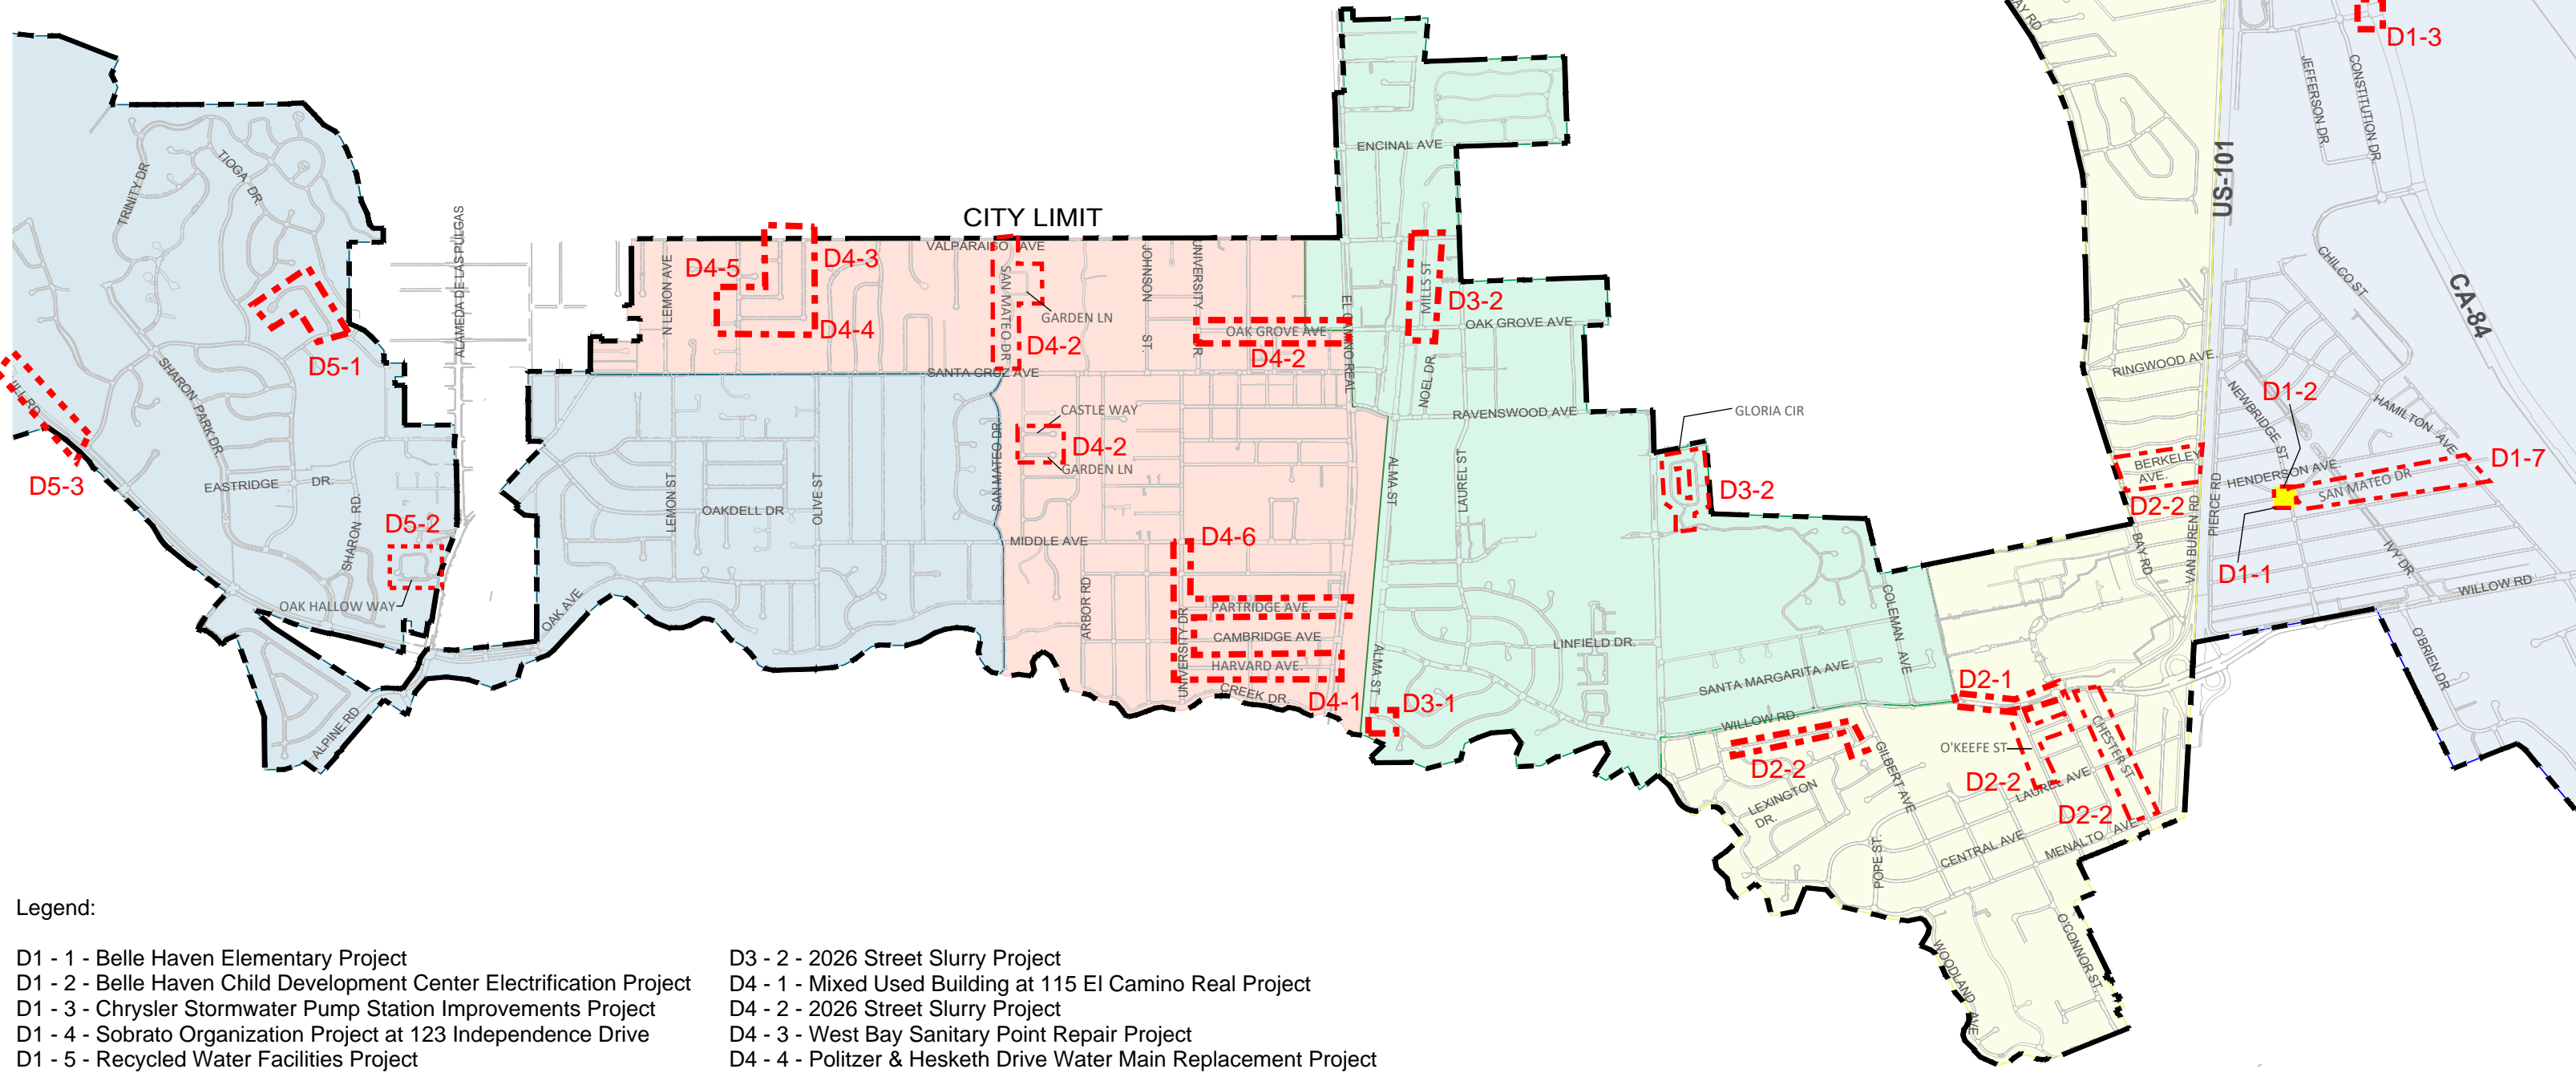 AY RD
D1-3
JEFFERSON DR.
CONSTITUTION DR
US-101
CITY LIMIT
ENCINAL AVE
TRINITY DR
TIOGA DR.
ALAMEDA DE LAS PULGAS
VALPARAISO AVE
N LEMON AVE
D4-5
D4-3
D4-4
SAN MATEO DR
GARDEN LN
D4-2
JOHNSON ST.
UNIVERSITY DR.
OAK GROVE AVE
D4-2
EL CAMINO REAL
MILLS ST
D3-2
OAK GROVE AVE
NOEL DR.
CHILCO ST
CA-84
D5-1
SHARON PARK DR.
SANTA CRUZ AVE
RINGWOOD AVE.
CASTLE WAY
D4-2
GARDEN LN
RAVENSWOOD AVE
GLORIA CIR
NEWBRIDGE ST.
D1-2
HAMILTON AVE
D1-7
D5-3
EASTRIDGE DR.
SHARON RD.
LEMON ST
OAKDELL DR
OLIVE ST
SAN MATEO DR.
ALMA ST
LAUREL ST
D3-2
BERKELEY AVE.
D2-2
HENDERSON AVE
SAN MATEO DR
PIERCE RD
VAN BUREN RD
BAY RD
D5-2
MIDDLE AVE
D4-6
D1-1
IVY DR.
WILLOW RD
OAK HALLOW WAY
OAK AVE
ARBOR RD
UNIVERSITY DR
PARTRIDGE AVE.
CAMBRIDGE AVE
HARVARD AVE.
CREEK DR.
LINFIELD DR.
COLEMAN AVE
O'BRIEN DR
SANTA MARGARITA AVE.
ALPINE RD
D4-1
ALMA ST
D3-1
WILLOW RD
D2-1
D2-2
GILBERT AVE
O'KEEFE ST
CHESTER ST
D2-2
LAUREL AVE
D2-2
LEXINGTON DR.
POPE ST.
CENTRAL AVE
MENALTO AVE
WOODLAND AVE
O'CONNOR ST.
Legend:
D1 - 1 - Belle Haven Elementary Project
D1 - 2 - Belle Haven Child Development Center Electrification Project
D1 - 3 - Chrysler Stormwater Pump Station Improvements Project
D1 - 4 - Sobrato Organization Project at 123 Independence Drive
D1 - 5 - Recycled Water Facilities Project
D3 - 2 - 2026 Street Slurry Project
D4 - 1 - Mixed Used Building at 115 El Camino Real Project
D4 - 2 - 2026 Street Slurry Project
D4 - 3 - West Bay Sanitary Point Repair Project
D4 - 4 - Politzer & Hesketh Drive Water Main Replacement Project